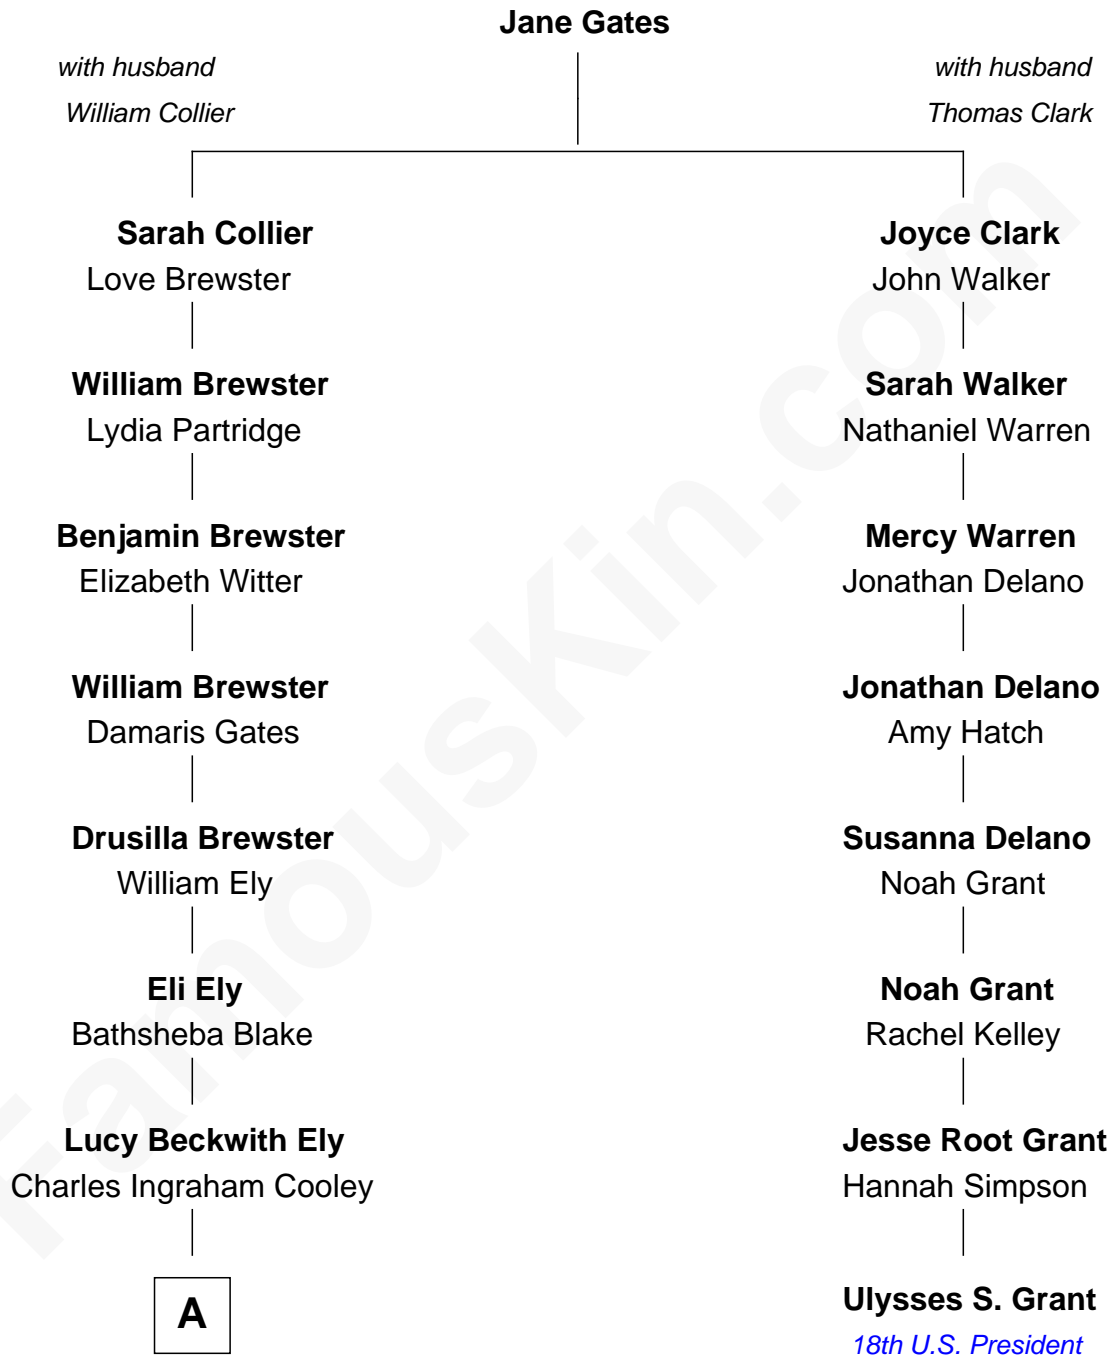 Jane Gates
with husband
William Collier
with husband
Thomas Clark
Sarah Collier
Love Brewster
Joyce Clark
John Walker
William Brewster
Lydia Partridge
Sarah Walker
Nathaniel Warren
Benjamin Brewster
Elizabeth Witter
Mercy Warren
Jonathan Delano
William Brewster
Damaris Gates
Jonathan Delano
Amy Hatch
Drusilla Brewster
William Ely
Susanna Delano
Noah Grant
Eli Ely
Bathsheba Blake
Noah Grant
Rachel Kelley
Lucy Beckwith Ely
Charles Ingraham Cooley
Jesse Root Grant
Hannah Simpson
A
Ulysses S. Grant
18th U.S. President
FamousKin.com